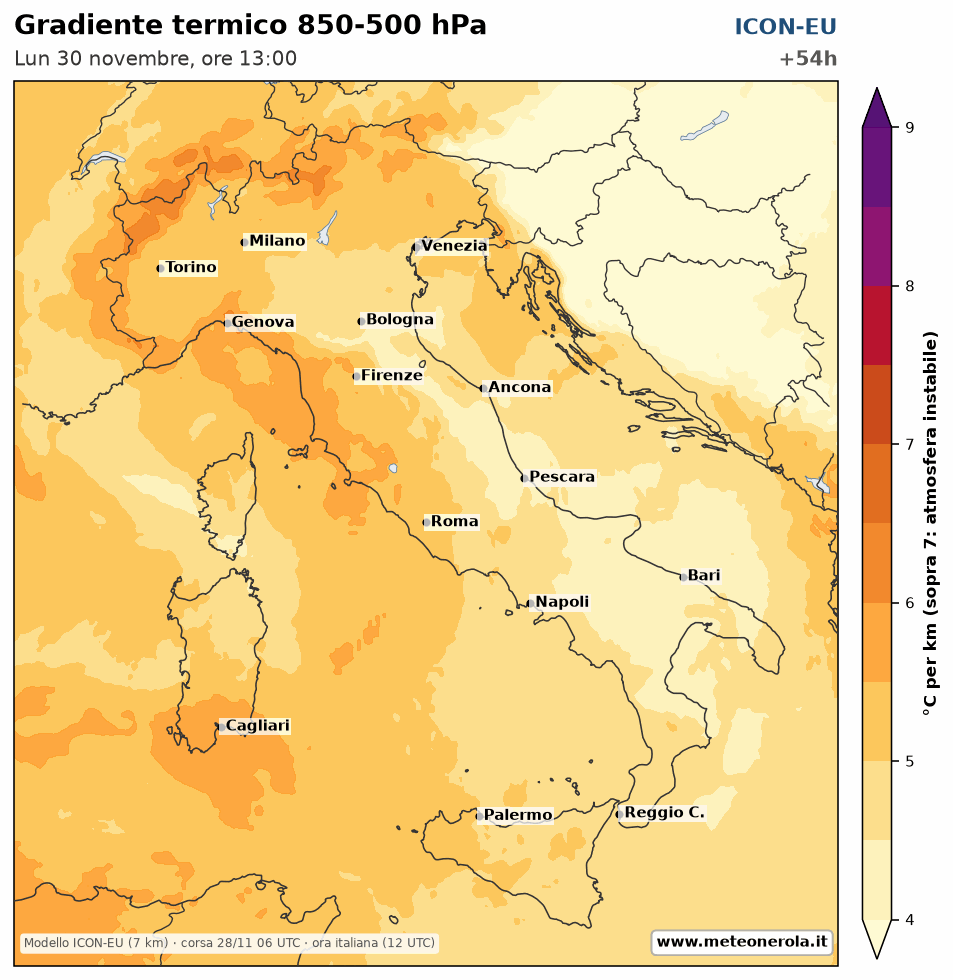 Gradiente termico 850-500 hPa
ICON-EU
Lun 30 novembre, ore 13:00
+54h
Milano
Venezia
Torino
Genova
Bologna
Firenze
Ancona
Pescara
Roma
Bari
Napoli
Cagliari
Palermo
Reggio C.
9
8
7
6
5
4
°C per km (sopra 7: atmosfera instabile)
Modello ICON-EU (7 km) · corsa 28/11 06 UTC · ora italiana (12 UTC)
www.meteonerola.it